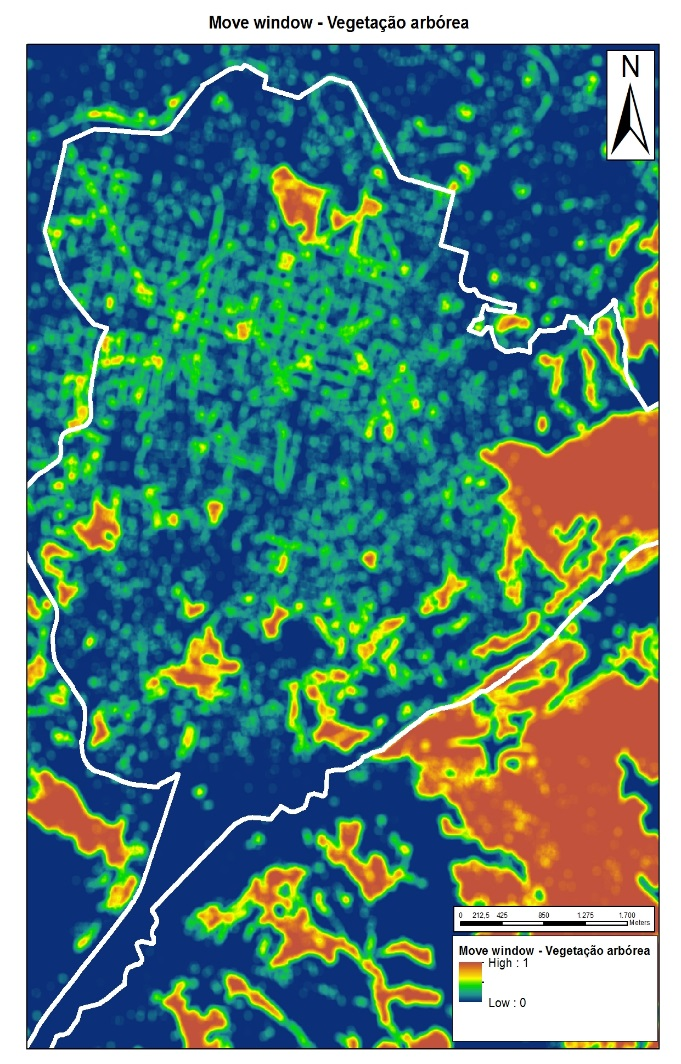 Move window - Vegetação arbórea
N
0 212,5 425 850 1.275 1.700
Meters
Move window - Vegetação arbórea
High : 1
Low : 0